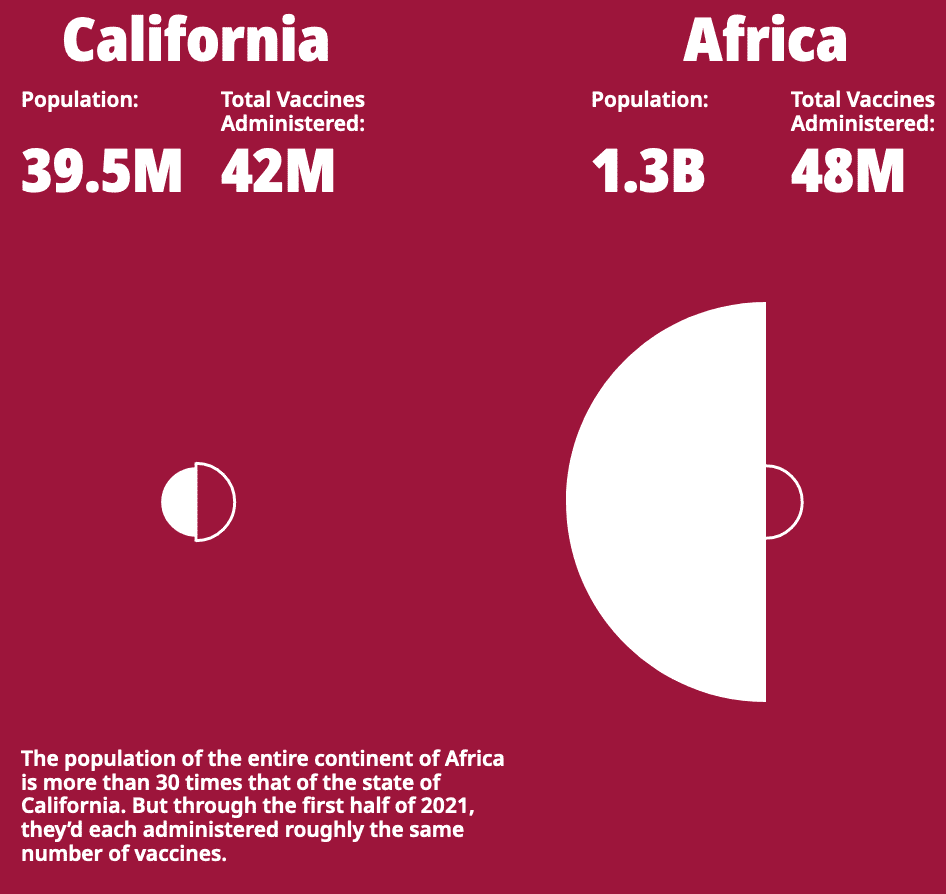 California
Population:
Total Vaccines
Administered:
39.5M
42M
Africa
Population:
Total Vaccines
Administered:
1.3B
48M
The population of the entire continent of Africa
is more than 30 times that of the state of
California. But through the first half of 2021,
they’d each administered roughly the same
number of vaccines.